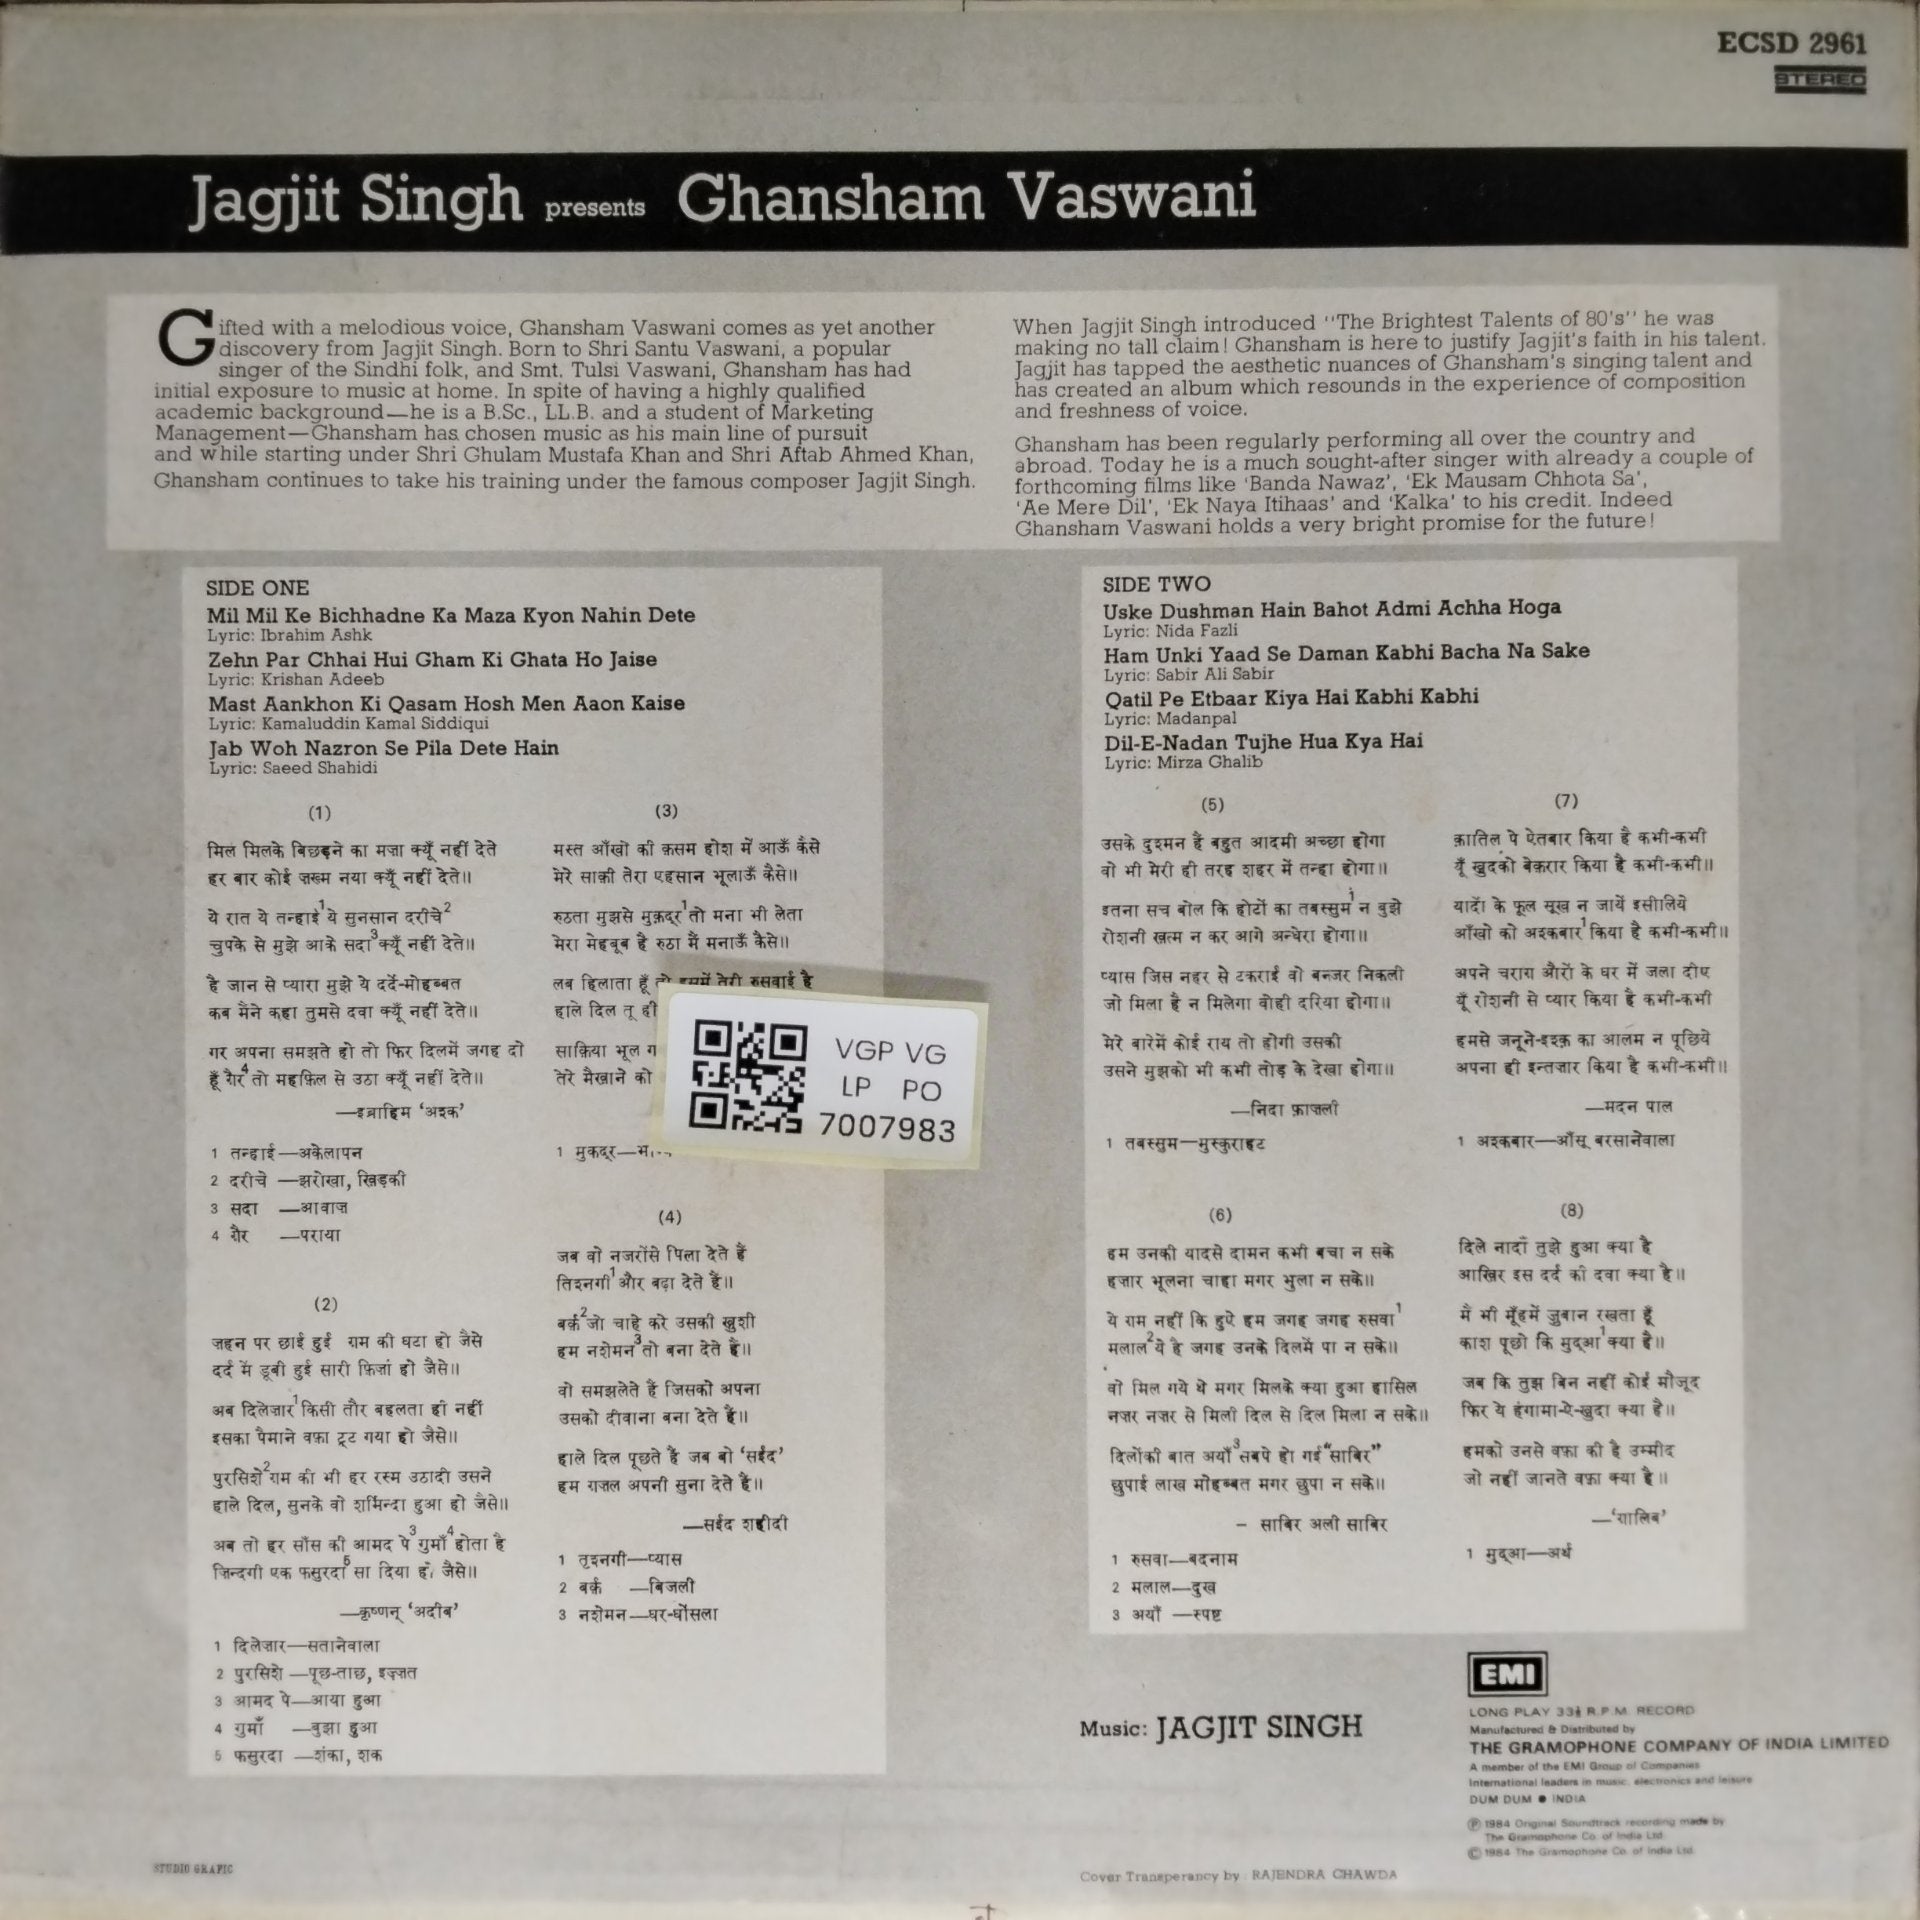 ECSD 2961
STEREO
Jagjit Singh presents Ghansham Vaswani
Gifted with a melodious voice, Ghansham Vaswani comes as yet another
discovery from Jagjit Singh. Born to Shri Santu Vaswani, a popular
singer of the Sindhi folk, and Smt. Tulsi Vaswani, Ghansham has had
initial exposure to music at home. In spite of having a highly qualified
academic background—he is a B.Sc., LL.B. and a student of Marketing
Management—Ghansham has chosen music as his main line of pursuit
and while starting under Shri Ghulam Mustafa Khan and Shri Aftab Ahmed Khan,
Ghansham continues to take his training under the famous composer Jagjit Singh.
When Jagjit Singh introduced ''The Brightest Talents of 80's'' he was
making no tall claim! Ghansham is here to justify Jagjit's faith in his talent.
Jagjit has tapped the aesthetic nuances of Ghansham's singing talent and
has created an album which resounds in the experience of composition
and freshness of voice.
Ghansham has been regularly performing all over the country and
abroad. Today he is a much sought-after singer with already a couple of
forthcoming films like 'Banda Nawaz', 'Ek Mausam Chhota Sa',
'Ae Mere Dil', 'Ek Naya Itihaas' and 'Kalka' to his credit. Indeed
Ghansham Vaswani holds a very bright promise for the future!
SIDE ONE
Mil Mil Ke Bichhadne Ka Maza Kyon Nahin Dete
Lyric: Ibrahim Ashk
Zehn Par Chhai Hui Gham Ki Ghata Ho Jaise
Lyric: Krishan Adeeb
Mast Aankhon Ki Qasam Hosh Men Aaon Kaise
Lyric: Kamaluddin Kamal Siddiqui
Jab Woh Nazron Se Pila Dete Hain
Lyric: Saeed Shahidi
(1)
मिल मिलके बिछड़ने का मज़ा क्यूँ नहीं देते
हर बार कोई ज़ख्म नया क्यूँ नहीं देते॥
ये रात ये तन्हाई¹ ये सुनसान दरीचे²
चुपके से मुझे आके सदा³ क्यूँ नहीं देते॥
है जान से प्यारा मुझे ये दर्दे-मोहब्बत
कब मैंने कहा तुमसे दवा क्यूँ नहीं देते॥
गर अपना समझते हो तो फिर दिलमें जगह दो
हूँ ग़ैर⁴ तो महफ़िल से उठा क्यूँ नहीं देते॥
—इब्राहिम 'अश्क'
1 तन्हाई—अकेलापन
2 दरीचे —झरोखा, खिड़की
3 सदा —आवाज़
4 ग़ैर —पराया
(2)
ज़हन पर छाई हुई ग़म की घटा हो जैसे
दर्द में डूबी हुई सारी फ़िज़ां हो जैसे॥
अब दिलेज़ार¹ किसी तौर बहलता ही नहीं
इसका पैमाने वफ़ा टूट गया हो जैसे॥
पुरसिशे² ग़म की भी हर रस्म उठादी उसने
हाले दिल, सुनके वो शर्मिन्दा हुआ हो जैसे॥
अब तो हर साँस की आमद पे³ गुमाँ⁴ होता है
ज़िन्दगी एक फसुरदा⁵ सा दिया हो जैसे॥
—कृष्णन् 'अदीब'
1 दिलेज़ार—सतानेवाला
2 पुरसिशे —पूछ-ताछ, इज़्ज़त
3 आमद पे—आया हुआ
4 गुमाँ —बुझा हुआ
5 फसुरदा —शंका, शक
(3)
मस्त आँखों की क़सम होश में आऊँ कैसे
मेरे साक़ी तेरा एहसान भूलाऊँ कैसे॥
रुठता मुझसे मुक़द्दर¹ तो मना भी लेता
मेरा मेहबूब है रुठा मैं मनाऊँ कैसे॥
लब हिलाता हूँ तो इसमें तेरी रुसवाई है
हाले दिल तू ही
साक़िया भूल ग
तेरे मैख़ाने को
1 मुकद्दर—
(4)
जब वो नज़रोंसे पिला देते हैं
तिश्नगी¹ और बढ़ा देते हैं॥
बर्क़² जो चाहे करे उसकी खुशी
हम नशेमन³ तो बना देते हैं॥
वो समझलेते हैं जिसको अपना
उसको दीवाना बना देते हैं॥
हाले दिल पूछते हैं जब वो 'सईद'
हम ग़ज़ल अपनी सुना देते हैं॥
—सईद शहीदी
1 तृश्नगी—प्यास
2 बर्क़ —बिजली
3 नशेमन—घर-घोंसला
VGP VG
LP PO
7007983
SIDE TWO
Uske Dushman Hain Bahot Admi Achha Hoga
Lyric: Nida Fazli
Ham Unki Yaad Se Daman Kabhi Bacha Na Sake
Lyric: Sabir Ali Sabir
Qatil Pe Etbaar Kiya Hai Kabhi Kabhi
Lyric: Madanpal
Dil-E-Nadan Tujhe Hua Kya Hai
Lyric: Mirza Ghalib
(5)
उसके दुश्मन हैं बहुत आदमी अच्छा होगा
वो भी मेरी ही तरह शहर में तन्हा होगा॥
इतना सच बोल कि होटों का तबस्सुम¹ न बुझे
रोशनी ख़त्म न कर आगे अन्धेरा होगा॥
प्यास जिस नहर से टकराई वो बन्जर निकली
जो मिला है न मिलेगा वोही दरिया होगा॥
मेरे बारेमें कोई राय तो होगी उसकी
उसने मुझको भी कभी तोड़ के देखा होगा॥
—निदा फ़ाज़ली
1 तबस्सुम—मुस्कुराहट
(6)
हम उनकी यादसे दामन कभी बचा न सके
हज़ार भूलना चाहा मगर भुला न सके॥
ये ग़म नहीं कि हुऐ हम जगह जगह रुसवा¹
मलाल² ये है जगह उनके दिलमें पा न सके॥
वो मिल गये थे मगर मिलके क्या हुआ हासिल
नज़र नज़र से मिली दिल से दिल मिला न सके॥
दिलोंकी बात अयाँ³ सबपे हो गई “साबिर”
छुपाई लाख मोहब्बत मगर छुपा न सके॥
– साबिर अली साबिर
1 रुसवा—बदनाम
2 मलाल—दुख
3 अयाँ —स्पष्ट
(7)
क़ातिल पे ऐतबार किया है कभी-कभी
यूँ खुदको बेक़रार किया है कभी-कभी॥
यादों के फूल सूख न जायें इसीलिये
आँखो को अश्कबार¹ किया है कभी-कभी॥
अपने चराग़ औरों के घर में जला दीए
यूँ रोशनी से प्यार किया है कभी-कभी
हमसे जनूने-इश्क़ का आलम न पूछिये
अपना ही इन्तज़ार किया है कभी-कभी॥
—मदन पाल
1 अश्कबार—आँसू बरसानेवाला
(8)
दिले नादाँ तुझे हुआ क्या है
आख़िर इस दर्द की दवा क्या है॥
मैं भी मूँहमें ज़ुबान रखता हूँ
काश पूछो कि मुद्आ¹ क्या है॥
जब कि तुझ बिन नहीं कोई मौजूद
फिर ये हंगामा-ऐ-ख़ुदा क्या है॥
हमको उनसे वफ़ा की है उम्मीद
जो नहीं जानते वफ़ा क्या है॥
—'ग़ालिब'
1 मुद्आ—अर्थ
Music: JAGJIT SINGH
EMI
LONG PLAY 33⅓ R.P.M. RECORD
Manufactured & Distributed by
THE GRAMOPHONE COMPANY OF INDIA LIMITED
A member of the EMI Group of Companies
International leaders in music, electronics and leisure
DUM DUM ● INDIA
Ⓟ 1984 Original Soundtrack recording made by
The Gramophone Co. of India Ltd.
© 1984 The Gramophone Co. of India Ltd.
STUDIO GRAFIC
Cover Transperancy by : RAJENDRA CHAWDA